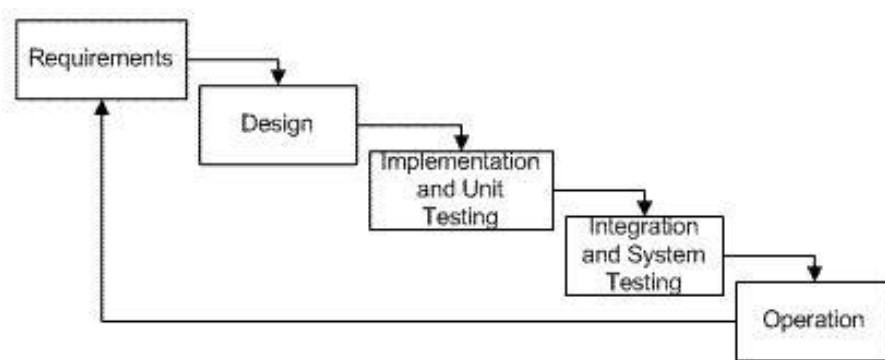 Requirements
Design
Implementation
and Unit
Testing
Integration
and System
Testing
Operation